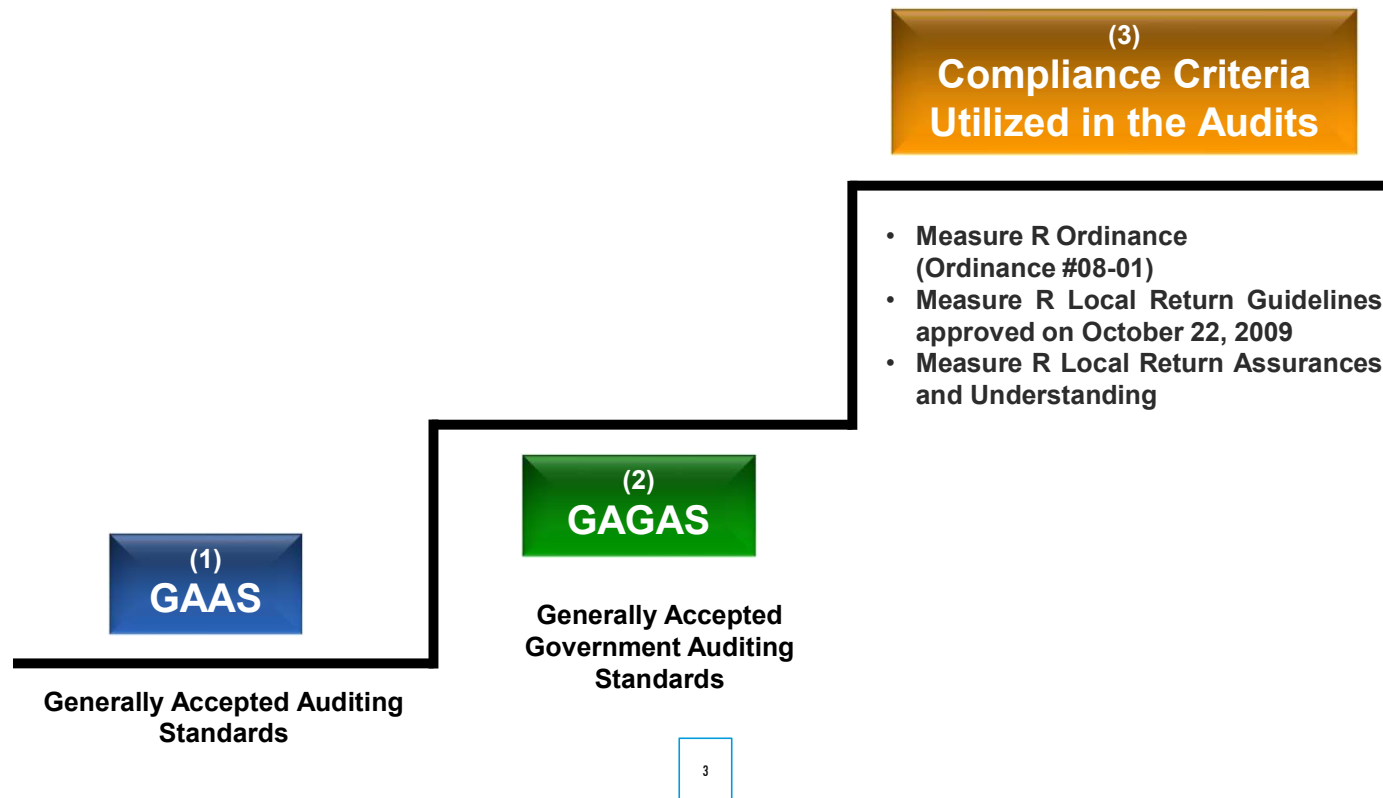 (3)
Compliance Criteria
Utilized in the Audits
• Measure R Ordinance
(Ordinance #08-01)
• Measure R Local Return Guidelines
approved on October 22, 2009
• Measure R Local Return Assurances
and Understanding
(2)
GAGAS
Generally Accepted
Government Auditing
Standards
(1)
GAAS
Generally Accepted Auditing
Standards
3